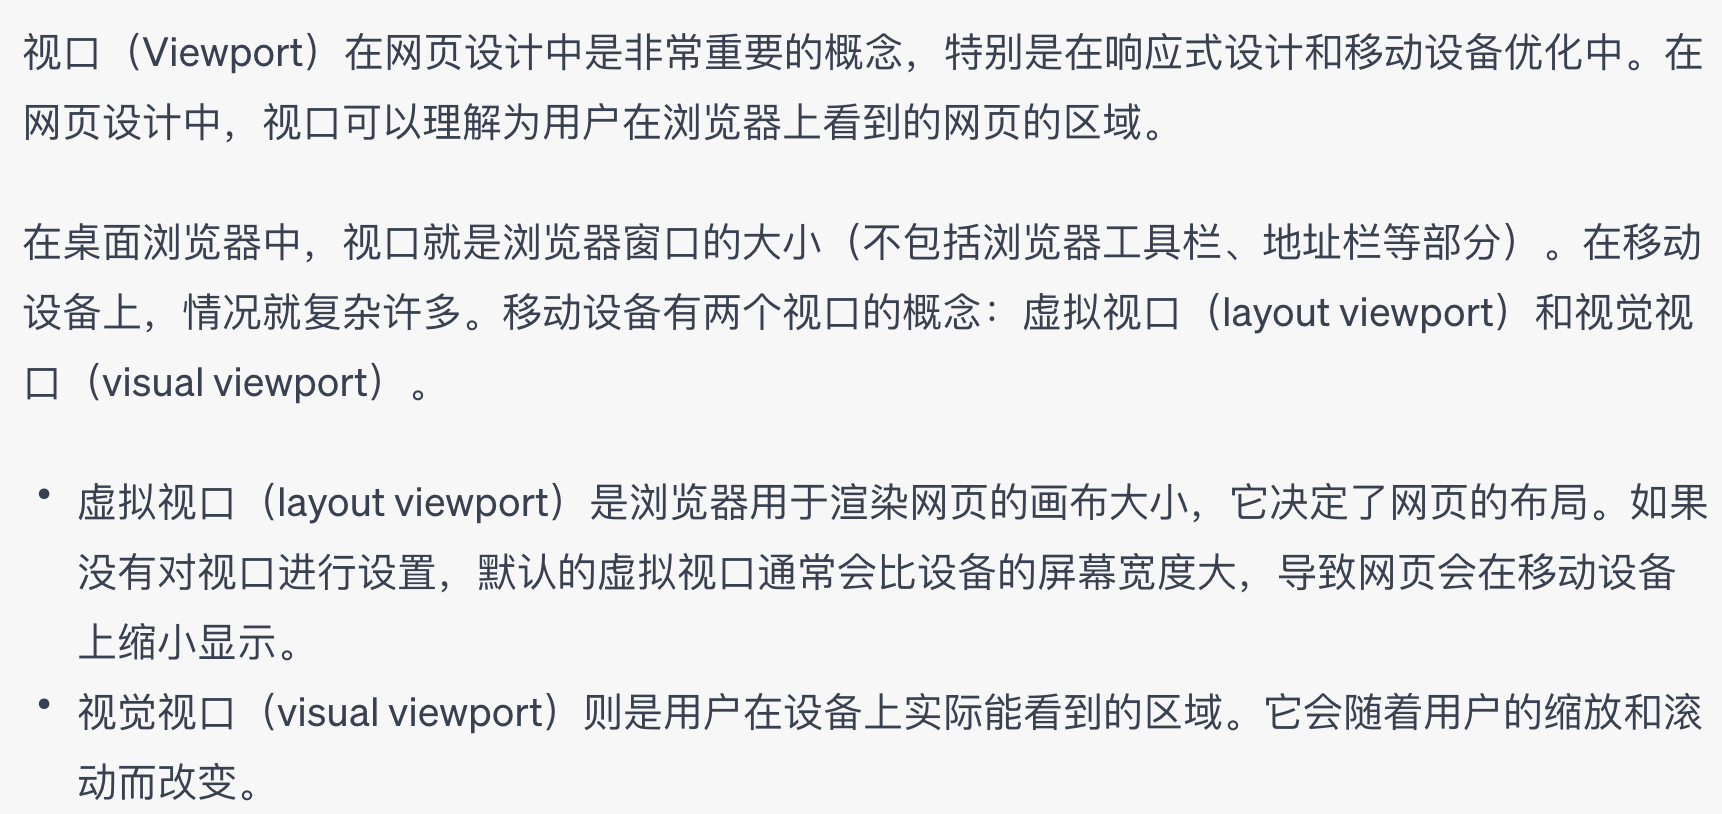 视口（Viewport）在网页设计中是非常重要的概念，特别是在响应式设计和移动设备优化中。在
网页设计中，视口可以理解为用户在浏览器上看到的网页的区域。
在桌面浏览器中，视口就是浏览器窗口的大小（不包括浏览器工具栏、地址栏等部分）。在移动
设备上，情况就复杂许多。移动设备有两个视口的概念：虚拟视口（layout viewport）和视觉视
口（visual viewport）。
• 虚拟视口（layout viewport）是浏览器用于渲染网页的画布大小，它决定了网页的布局。如果
没有对视口进行设置，默认的虚拟视口通常会比设备的屏幕宽度大，导致网页会在移动设备
上缩小显示。
• 视觉视口（visual viewport）则是用户在设备上实际能看到的区域。它会随着用户的缩放和滚
动而改变。